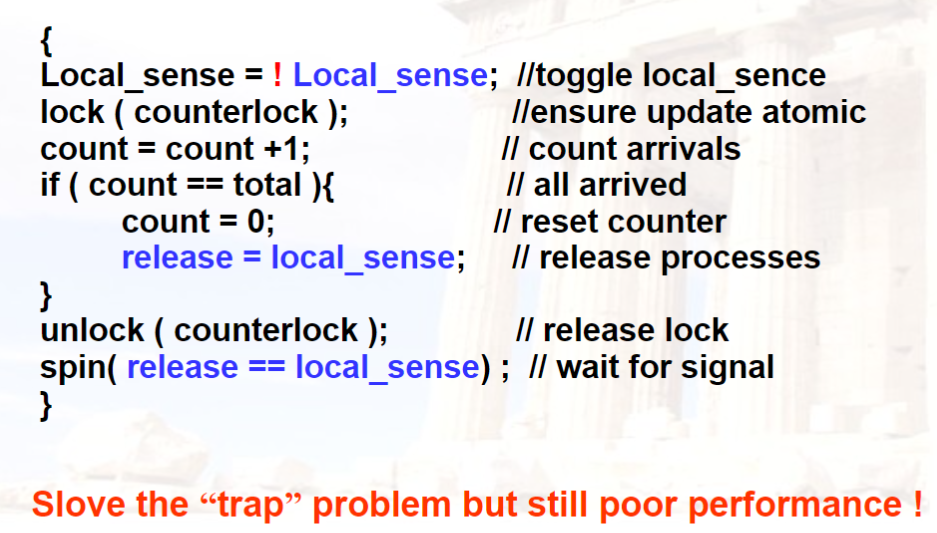 {
Local_sense = ! Local_sense; //toggle local_sence
lock ( counterlock ); //ensure update atomic
count = count +1; // count arrivals
if ( count == total ){ // all arrived
count = 0; // reset counter
release = local_sense; // release processes
}
unlock ( counterlock ); // release lock
spin( release == local_sense) ; // wait for signal
}
Slove the “trap” problem but still poor performance !